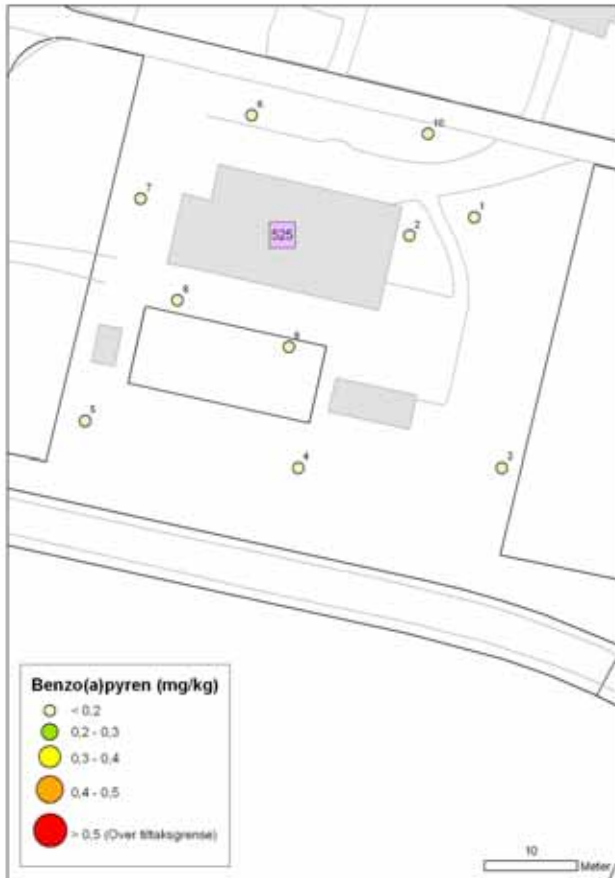 8
10
7
1
2
525
6
9
5
4
3
Benzo(a)pyren (mg/kg)
< 0,2
0,2 - 0,3
0,3 - 0,4
0,4 - 0,5
> 0,5 (Over tiltaksgrense)
10
Meter